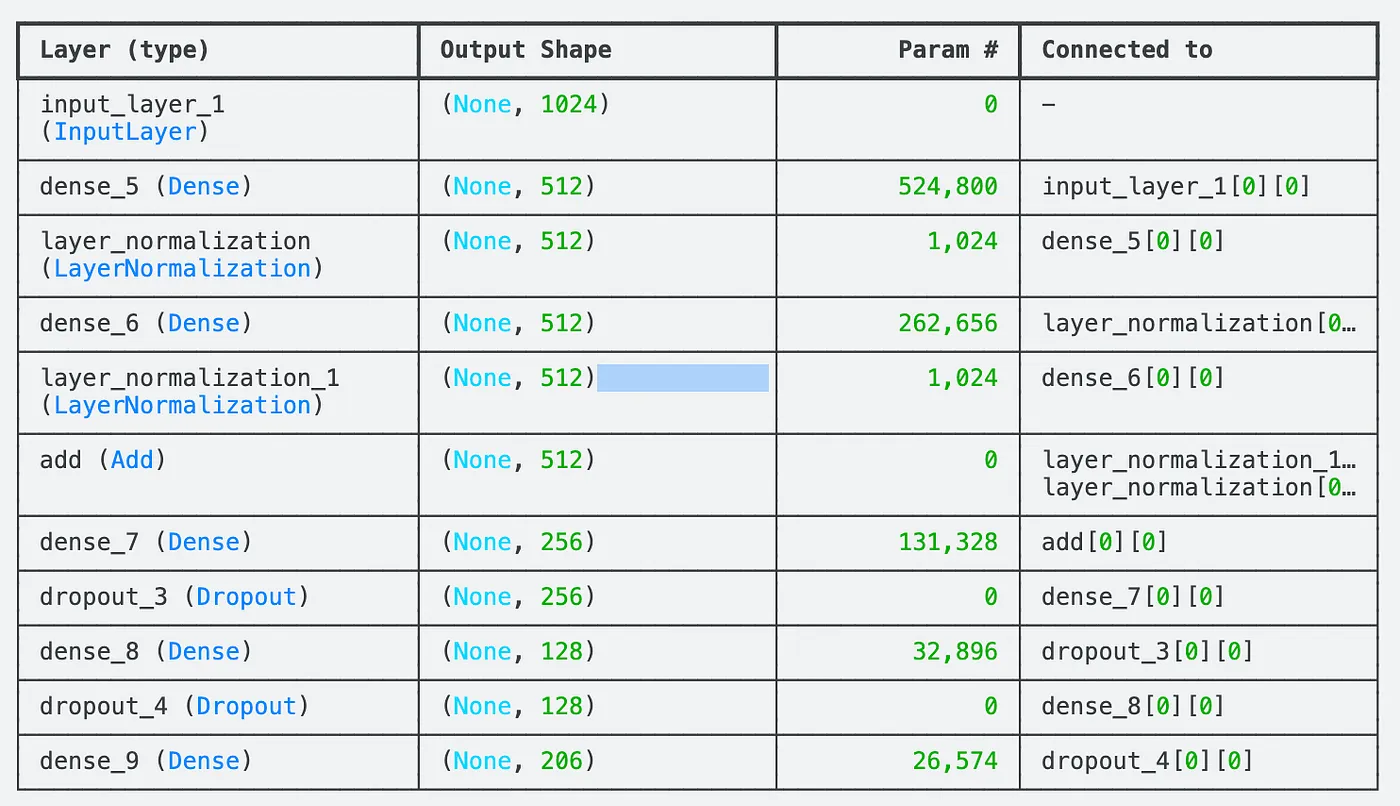 Layer (type) Output Shape Param # Connected to
input_layer_1 (None, 1024) 0 –
(InputLayer)
dense_5 (Dense) (None, 512) 524,800 input_layer_1[0][0]
layer_normalization (None, 512) 1,024 dense_5[0][0]
(LayerNormalization)
dense_6 (Dense) (None, 512) 262,656 layer_normalization[0…
layer_normalization_1 (None, 512) 1,024 dense_6[0][0]
(LayerNormalization)
add (Add) (None, 512) 0 layer_normalization_1…
layer_normalization[0…
dense_7 (Dense) (None, 256) 131,328 add[0][0]
dropout_3 (Dropout) (None, 256) 0 dense_7[0][0]
dense_8 (Dense) (None, 128) 32,896 dropout_3[0][0]
dropout_4 (Dropout) (None, 128) 0 dense_8[0][0]
dense_9 (Dense) (None, 206) 26,574 dropout_4[0][0]